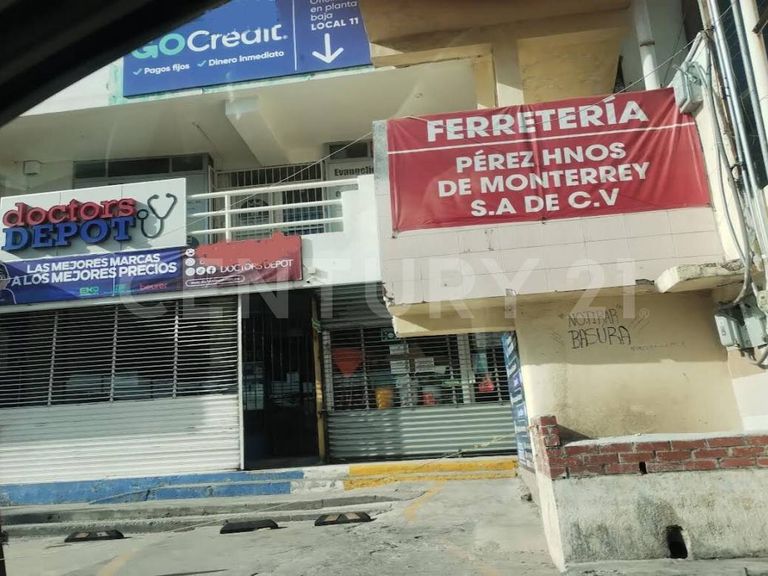 en planta
baja
LOCAL 11
GOCredit
✓ Pagos fijos ✓ Dinero Inmediato
FERRETERÍA
PÉREZ HNOS
DE MONTERREY
S.A DE C.V
doctors
DEPOT
LAS MEJORES MARCAS
A LOS MEJORES PRECIOS
DOCTORS DEPOT
CENTURY 21
NO TIRAR
BASURA